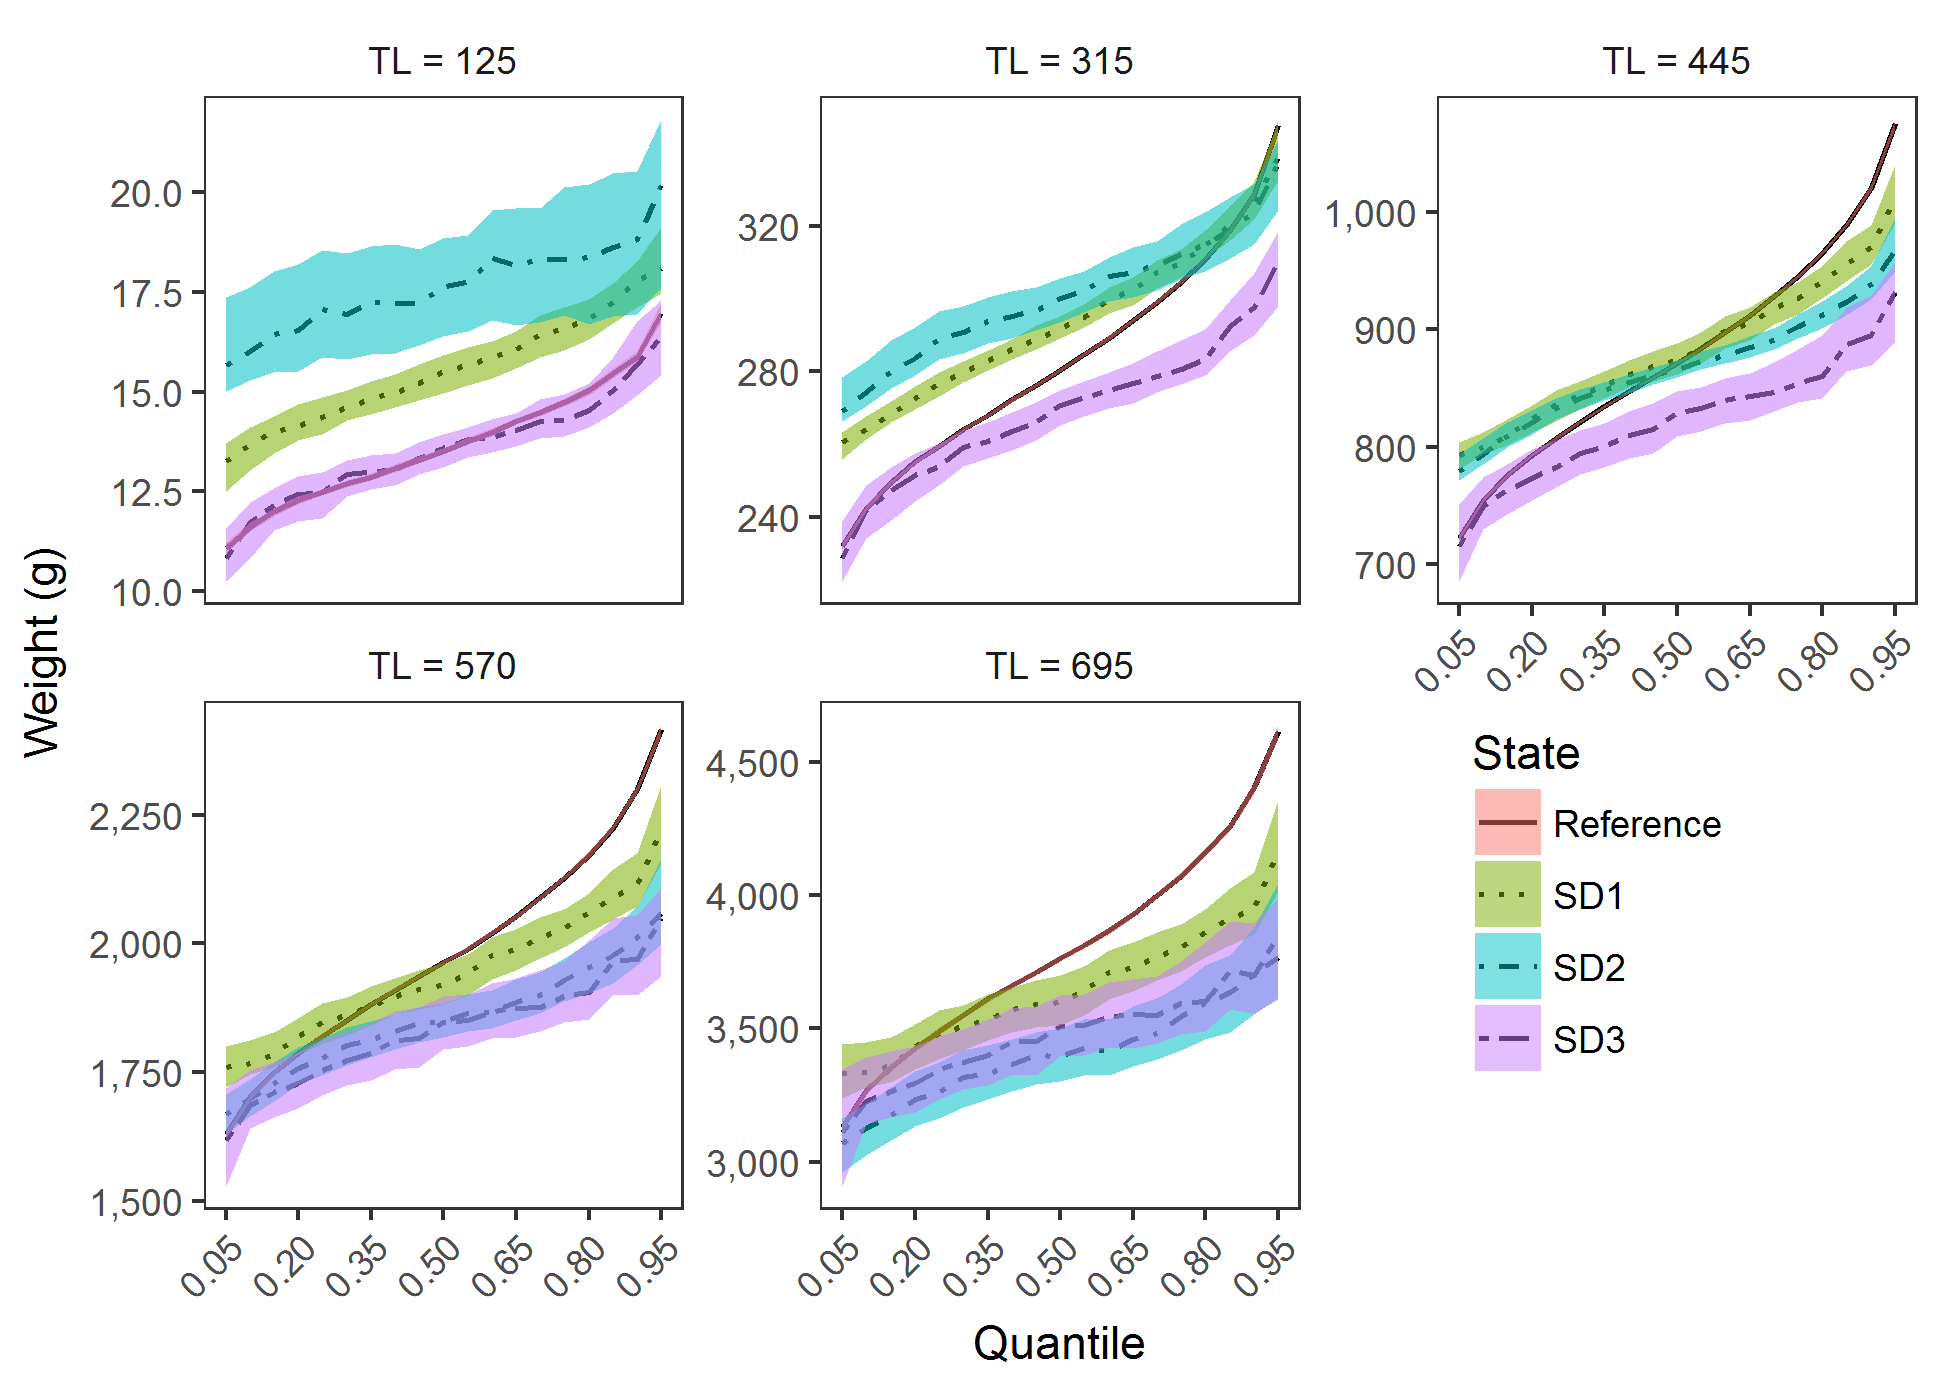 TL = 125
TL = 315
TL = 445
20.0
17.5
15.0
12.5
10.0
320
280
240
1,000
900
800
700
0.05 0.20 0.35 0.50 0.65 0.80 0.95
TL = 570
TL = 695
2,250
2,000
1,750
1,500
4,500
4,000
3,500
3,000
0.05 0.20 0.35 0.50 0.65 0.80 0.95
0.05 0.20 0.35 0.50 0.65 0.80 0.95
Weight (g)
Quantile
State
Reference
SD1
SD2
SD3